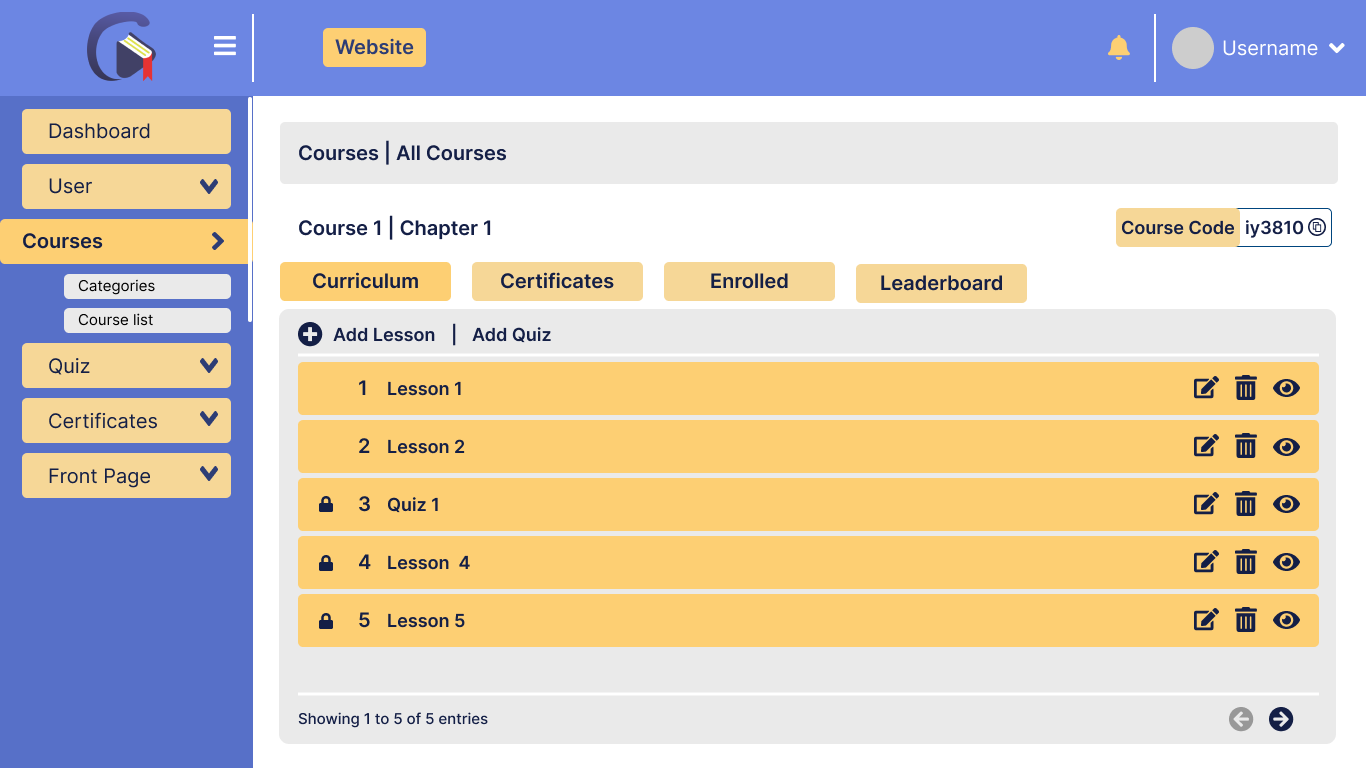 Website
Username
Dashboard
User
Courses
Categories
Course list
Quiz
Certificates
Front Page
Courses | All Courses
Course 1 | Chapter 1
Course Code iy3810
Curriculum Certificates Enrolled Leaderboard
Add Lesson | Add Quiz
1 Lesson 1
2 Lesson 2
3 Quiz 1
4 Lesson 4
5 Lesson 5
Showing 1 to 5 of 5 entries